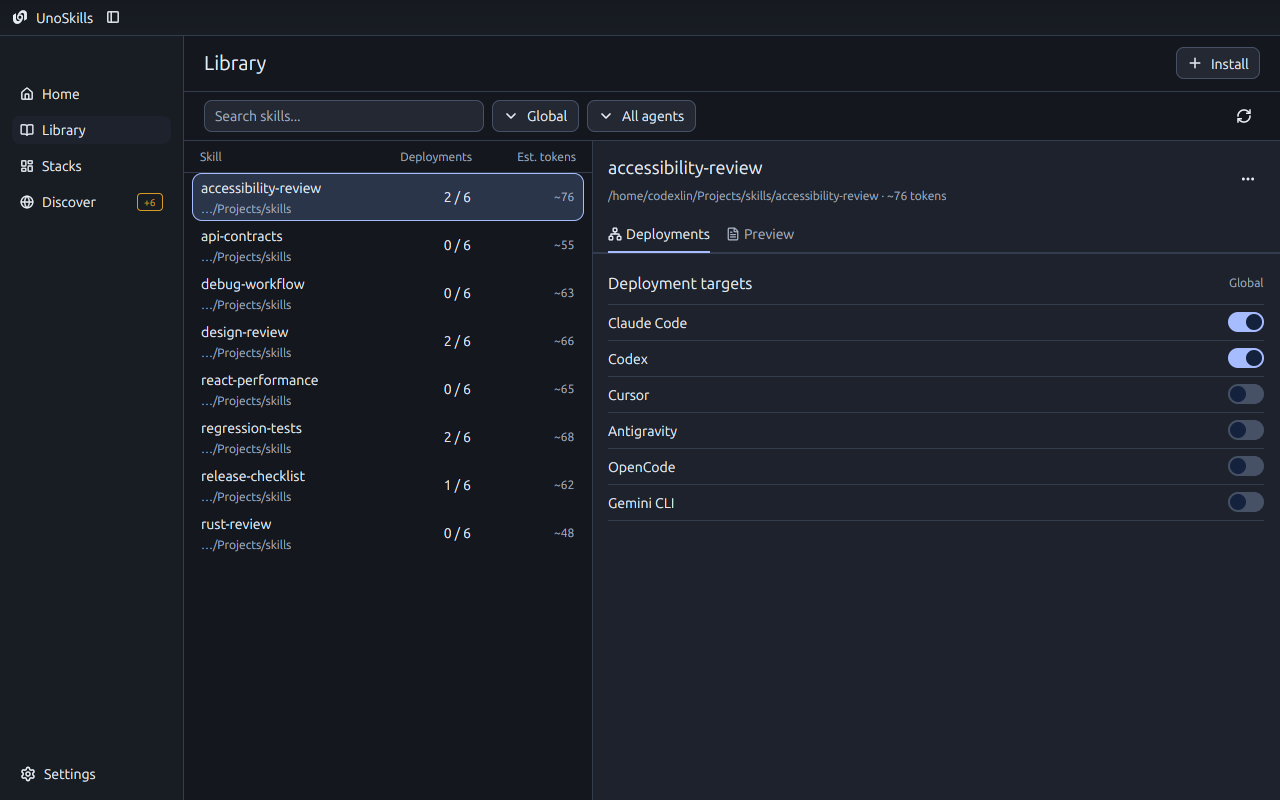 UnoSkills
Home
Library
Stacks
Discover
+6
Settings
Library
Install
Search skills...
Global
All agents
Skill Deployments Est. tokens
accessibility-review
.../Projects/skills
2 / 6
~76
api-contracts
.../Projects/skills
0 / 6
~55
debug-workflow
.../Projects/skills
0 / 6
~63
design-review
.../Projects/skills
2 / 6
~66
react-performance
.../Projects/skills
0 / 6
~65
regression-tests
.../Projects/skills
2 / 6
~68
release-checklist
.../Projects/skills
1 / 6
~62
rust-review
.../Projects/skills
0 / 6
~48
accessibility-review
/home/codexlin/Projects/skills/accessibility-review · ~76 tokens
Deployments
Preview
Deployment targets
Global
Claude Code
Codex
Cursor
Antigravity
OpenCode
Gemini CLI